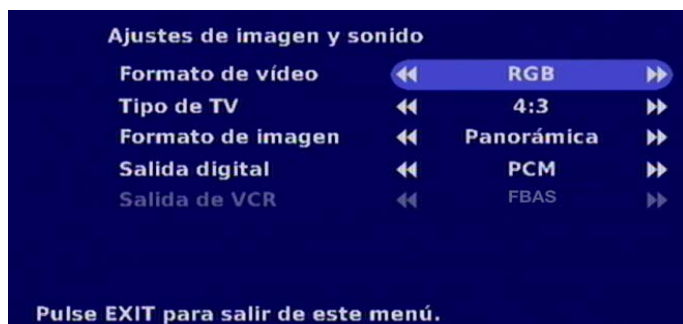 Ajustes de imagen y sonido
Formato de vídeo RGB
Tipo de TV 4:3
Formato de imagen Panorámica
Salida digital PCM
Salida de VCR FBAS
Pulse EXIT para salir de este menú.